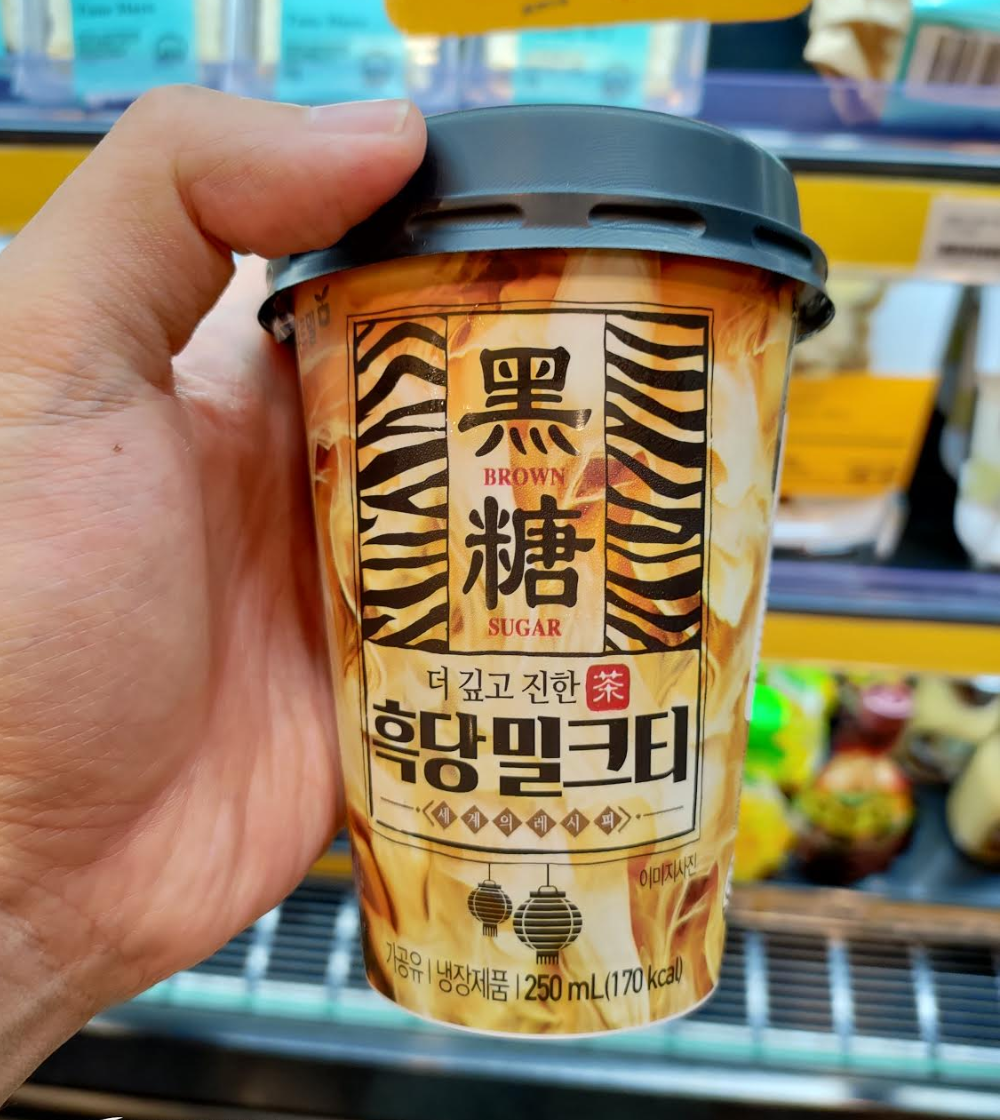 黑
BROWN
糖
SUGAR
더 깊고 진한 茶
흑당밀크티
세계의레시피
이미지사진
가공유 | 냉장제품 | 250 mL(170 kcal)